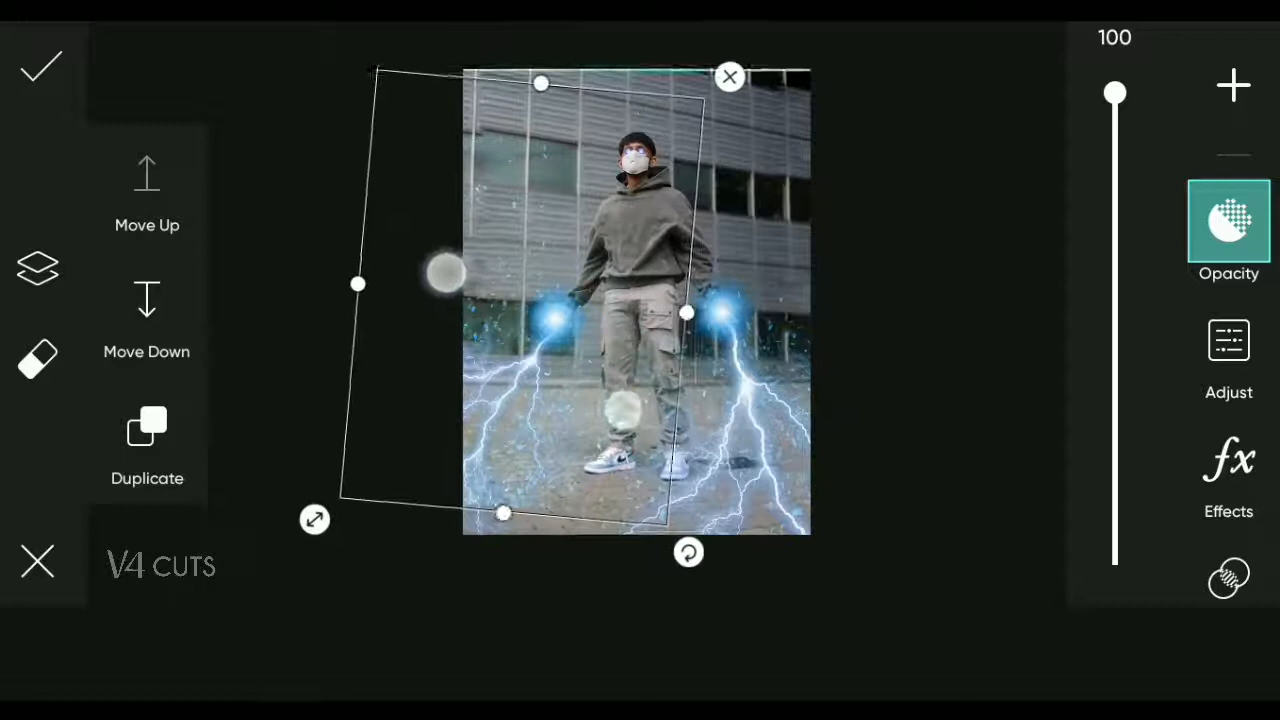 100
Move Up
Opacity
Move Down
Adjust
Duplicate
fx
Effects
V4 CUTS